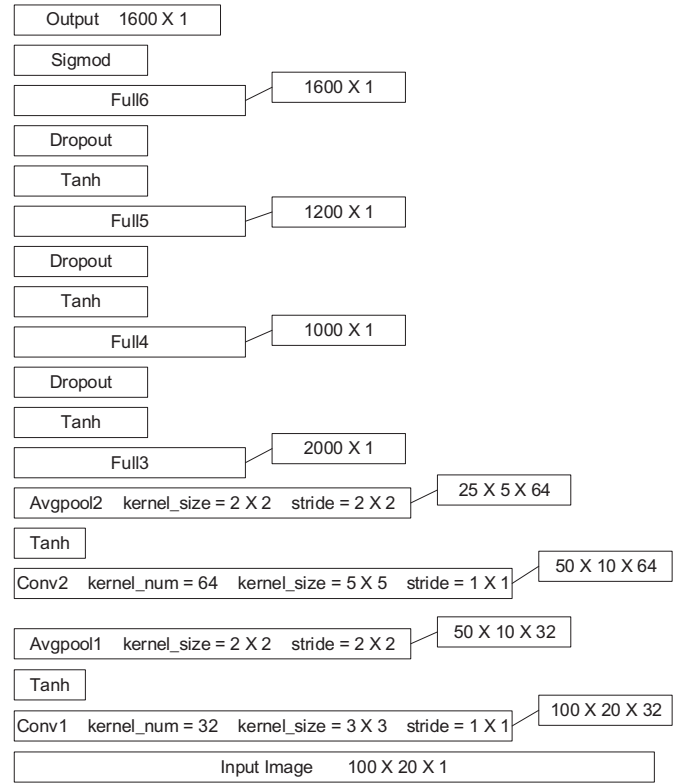 Output 1600 X 1
Sigmod
Full6
1600 X 1
Dropout
Tanh
Full5
1200 X 1
Dropout
Tanh
Full4
1000 X 1
Dropout
Tanh
Full3
2000 X 1
Avgpool2 kernel_size = 2 X 2 stride = 2 X 2
25 X 5 X 64
Tanh
Conv2 kernel_num = 64 kernel_size = 5 X 5 stride = 1 X 1
50 X 10 X 64
Avgpool1 kernel_size = 2 X 2 stride = 2 X 2
50 X 10 X 32
Tanh
Conv1 kernel_num = 32 kernel_size = 3 X 3 stride = 1 X 1
100 X 20 X 32
Input Image 100 X 20 X 1